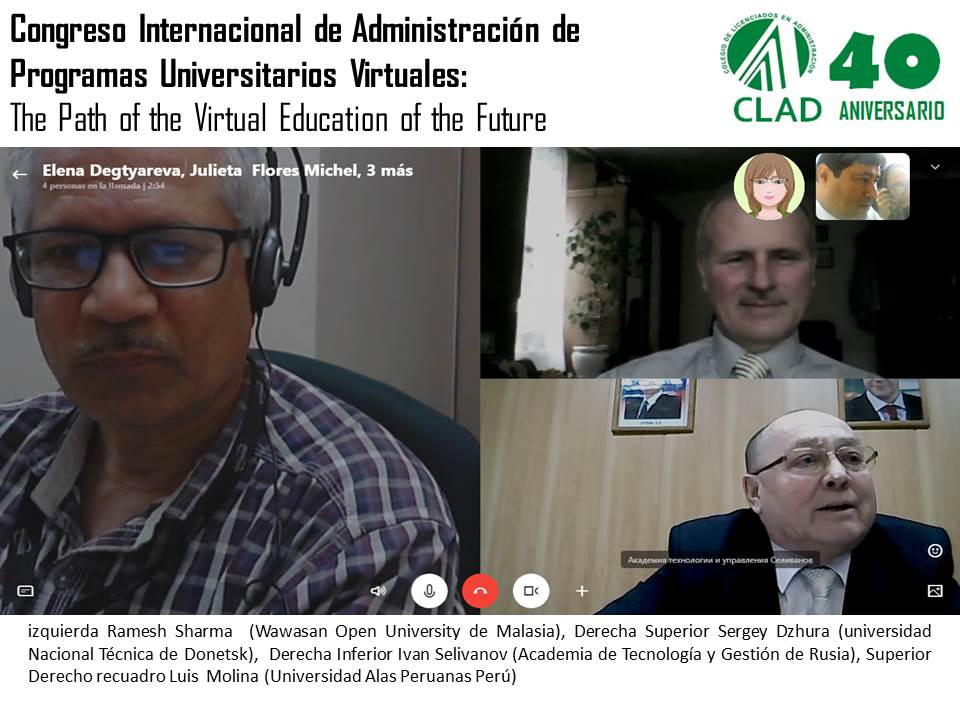 Congreso Internacional de Administración de
Programas Universitarios Virtuales:
The Path of the Virtual Education of the Future
COLEGIO DE LICENCIADOS EN ADMINISTRACIÓN
CLAD
40
ANIVERSARIO
Elena Degtyareva, Julieta Flores Michel, 3 más
4 personas en la llamada | 2:54
Академия технологии и управления Селиванов
izquierda Ramesh Sharma (Wawasan Open University de Malasia), Derecha Superior Sergey Dzhura (universidad
Nacional Técnica de Donetsk), Derecha Inferior Ivan Selivanov (Academia de Tecnología y Gestión de Rusia), Superior
Derecho recuadro Luis Molina (Universidad Alas Peruanas Perú)